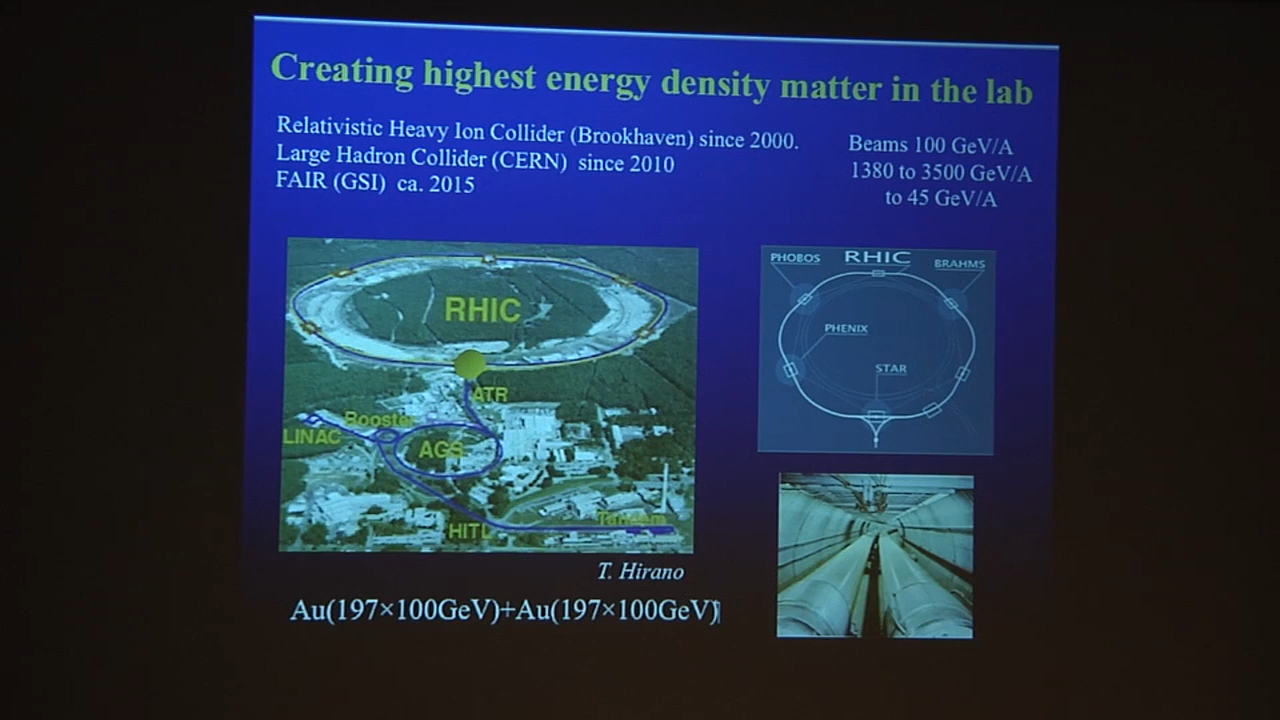 Creating highest energy density matter in the lab
Relativistic Heavy Ion Collider (Brookhaven) since 2000.
Beams 100 GeV/A
Large Hadron Collider (CERN) since 2010
1380 to 3500 GeV/A
FAIR (GSI) ca. 2015
to 45 GeV/A
RHIC
ATR
Booster
LINAC
AGS
HITL
Tandem
PHOBOS
RHIC
BRAHMS
PHENIX
STAR
T. Hirano
Au(197×100GeV)+Au(197×100GeV)